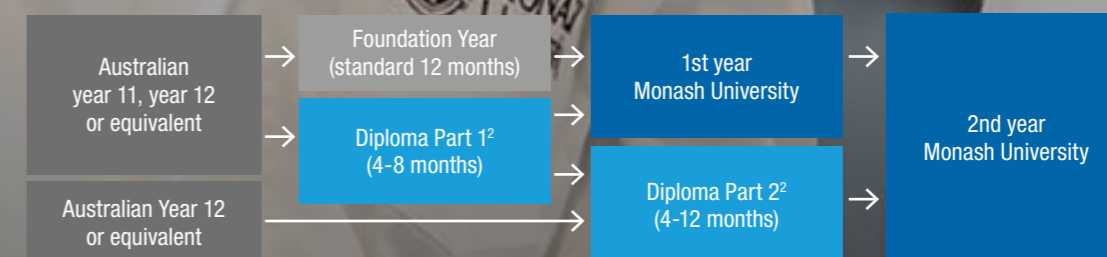 Australian
year 11, year 12
or equivalent
Foundation Year
(standard 12 months)
Diploma Part 1²
(4-8 months)
1st year
Monash University
2nd year
Monash University
Australian Year 12
or equivalent
Diploma Part 2²
(4-12 months)